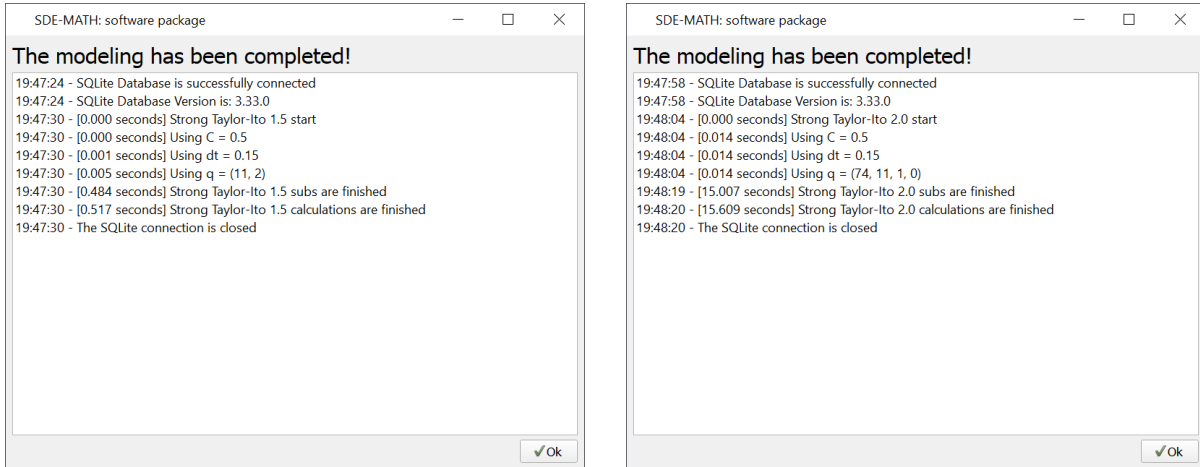 SDE-MATH: software package
The modeling has been completed!
19:47:24 - SQLite Database is successfully connected
19:47:24 - SQLite Database Version is: 3.33.0
19:47:30 - [0.000 seconds] Strong Taylor-Ito 1.5 start
19:47:30 - [0.000 seconds] Using C = 0.5
19:47:30 - [0.001 seconds] Using dt = 0.15
19:47:30 - [0.005 seconds] Using q = (11, 2)
19:47:30 - [0.484 seconds] Strong Taylor-Ito 1.5 subs are finished
19:47:30 - [0.517 seconds] Strong Taylor-Ito 1.5 calculations are finished
19:47:30 - The SQLite connection is closed
Ok
SDE-MATH: software package
The modeling has been completed!
19:47:58 - SQLite Database is successfully connected
19:47:58 - SQLite Database Version is: 3.33.0
19:48:04 - [0.000 seconds] Strong Taylor-Ito 2.0 start
19:48:04 - [0.014 seconds] Using C = 0.5
19:48:04 - [0.014 seconds] Using dt = 0.15
19:48:04 - [0.014 seconds] Using q = (74, 11, 1, 0)
19:48:19 - [15.007 seconds] Strong Taylor-Ito 2.0 subs are finished
19:48:20 - [15.609 seconds] Strong Taylor-Ito 2.0 calculations are finished
19:48:20 - The SQLite connection is closed
Ok